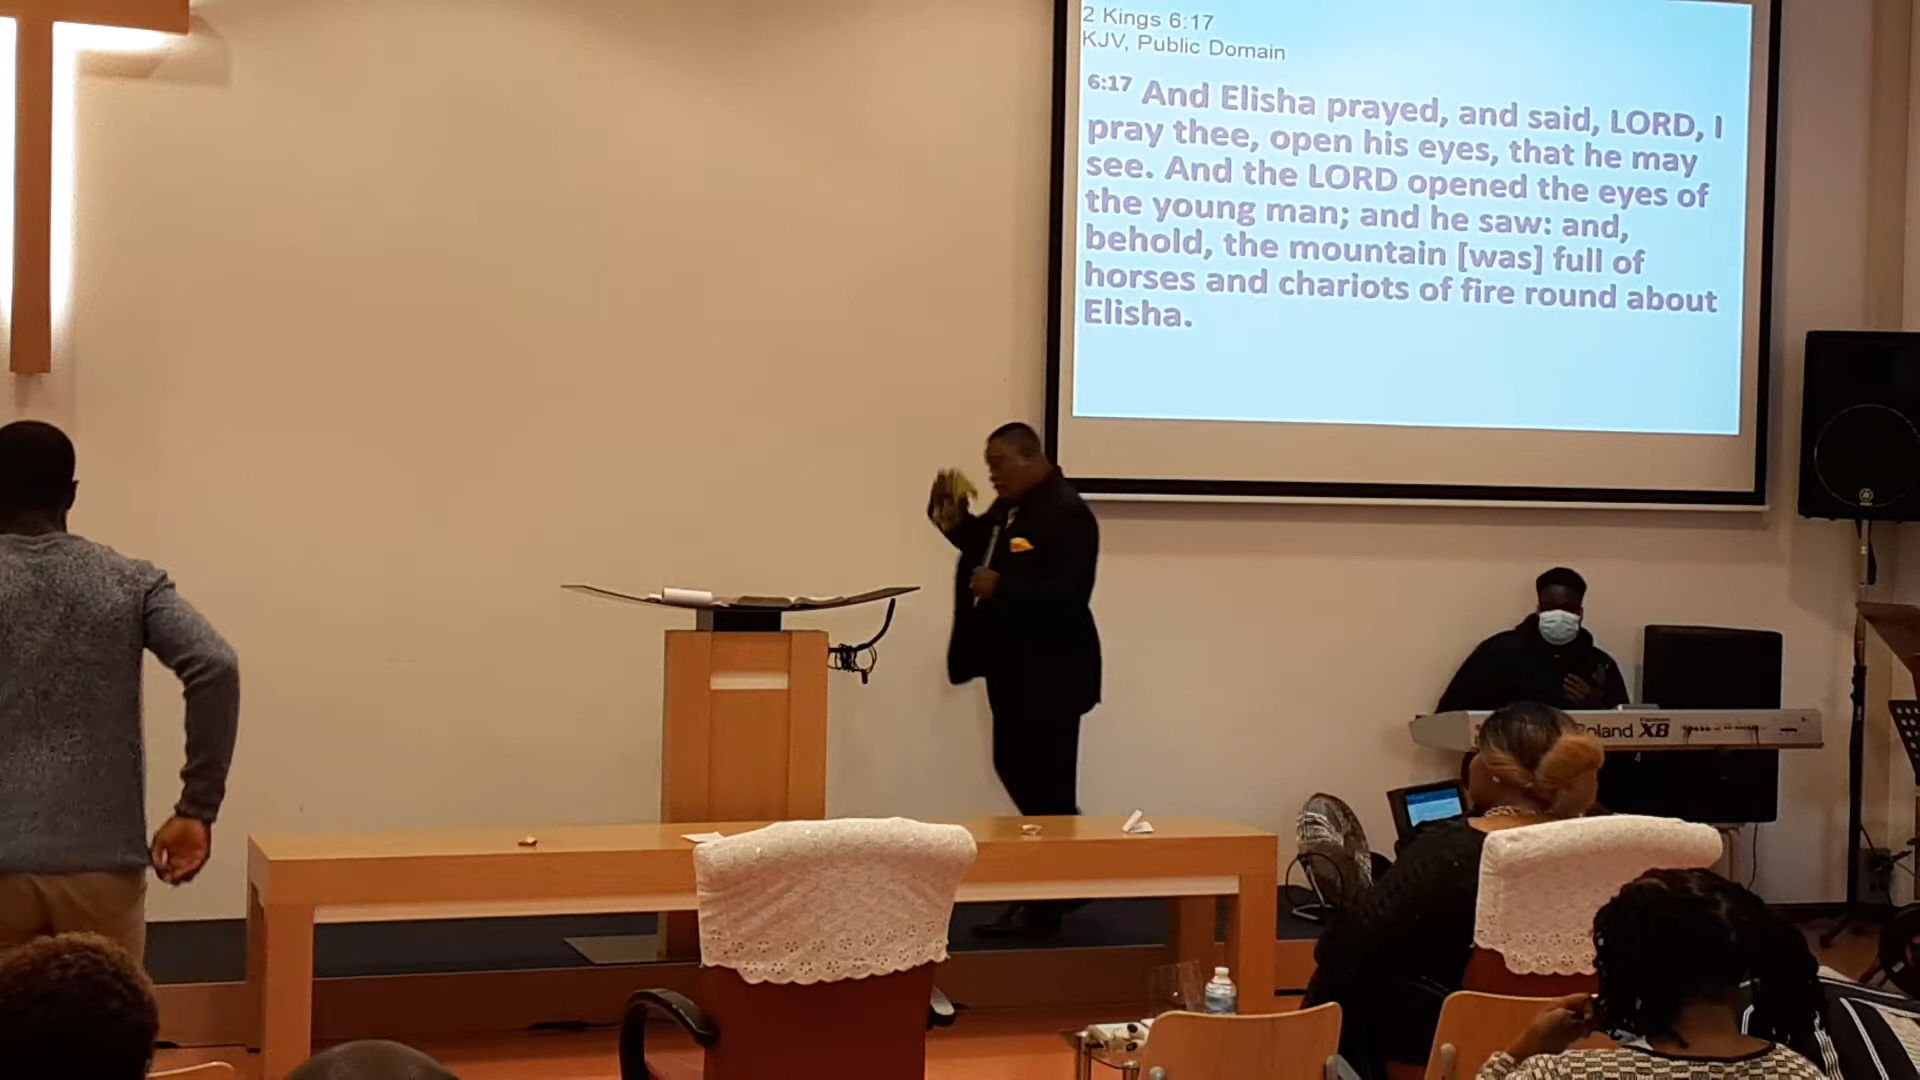 2 Kings 6:17
KJV, Public Domain
6:17 And Elisha prayed, and said, LORD, I
pray thee, open his eyes, that he may
see. And the LORD opened the eyes of
the young man; and he saw: and,
behold, the mountain [was] full of
horses and chariots of fire round about
Elisha.
Roland X8